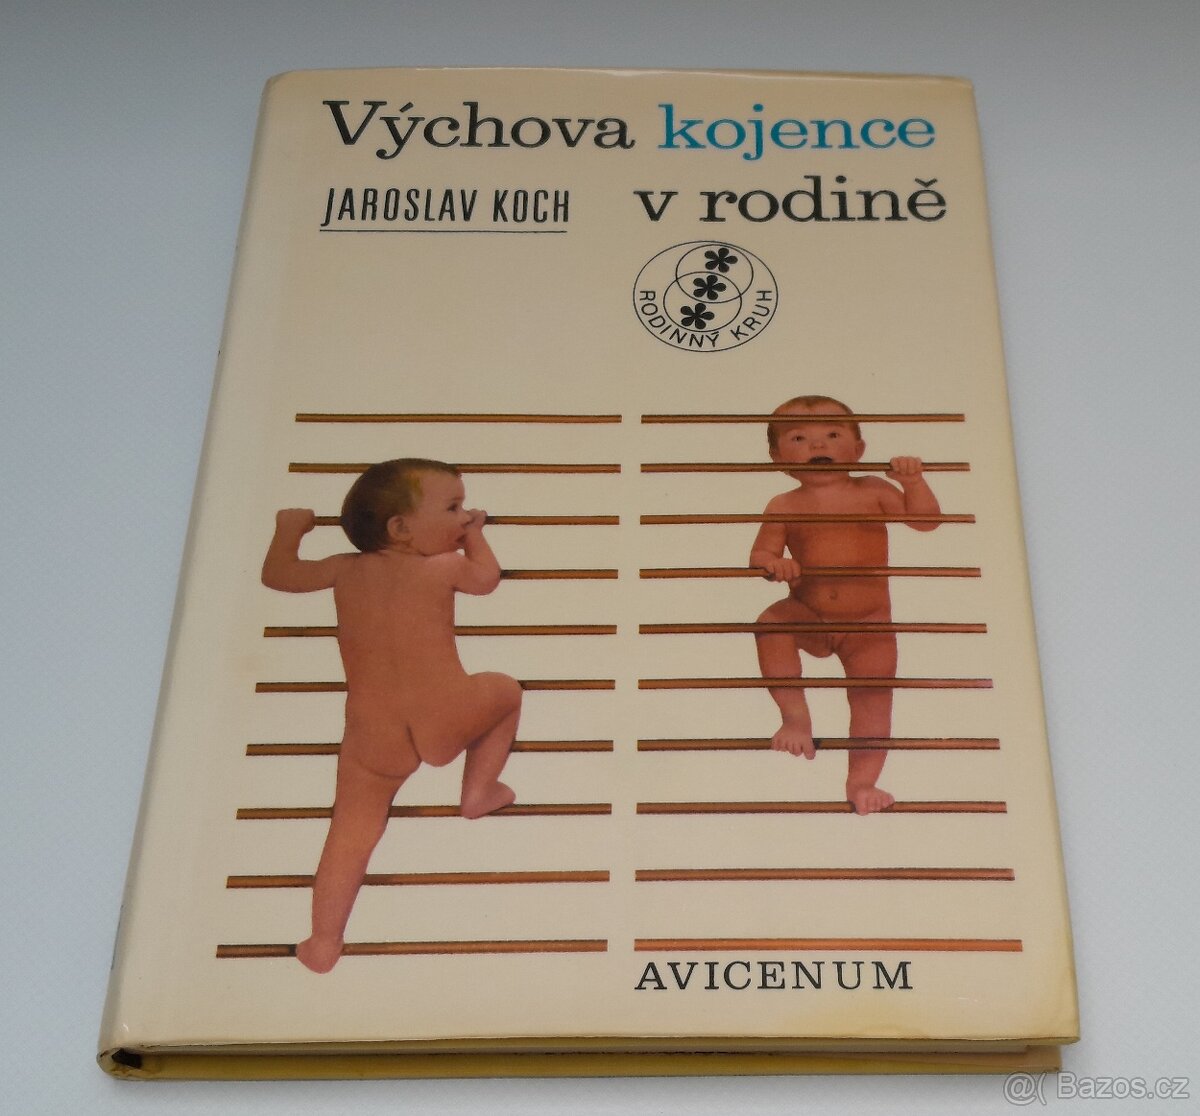 Výchova kojence
JAROSLAV KOCH
v rodině
RODINNÝ KRUH
AVICENUM
@( Bazos.cz